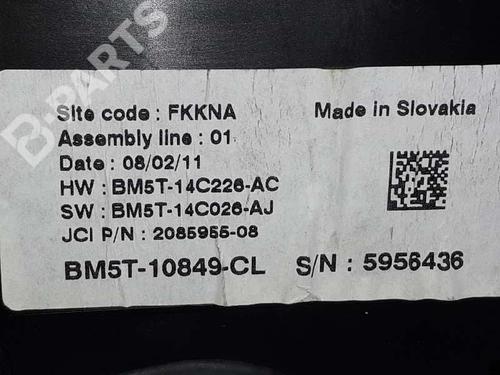 Site code : FKKNA Made in Slovakia
Assembly line : 01
Date : 08/02/11
HW : BM5T-14C226-AC
SW : BM5T-14C026-AJ
JCI P/N : 2085955-08
BM5T-10849-CL S/N : 5956436
B-PARTS